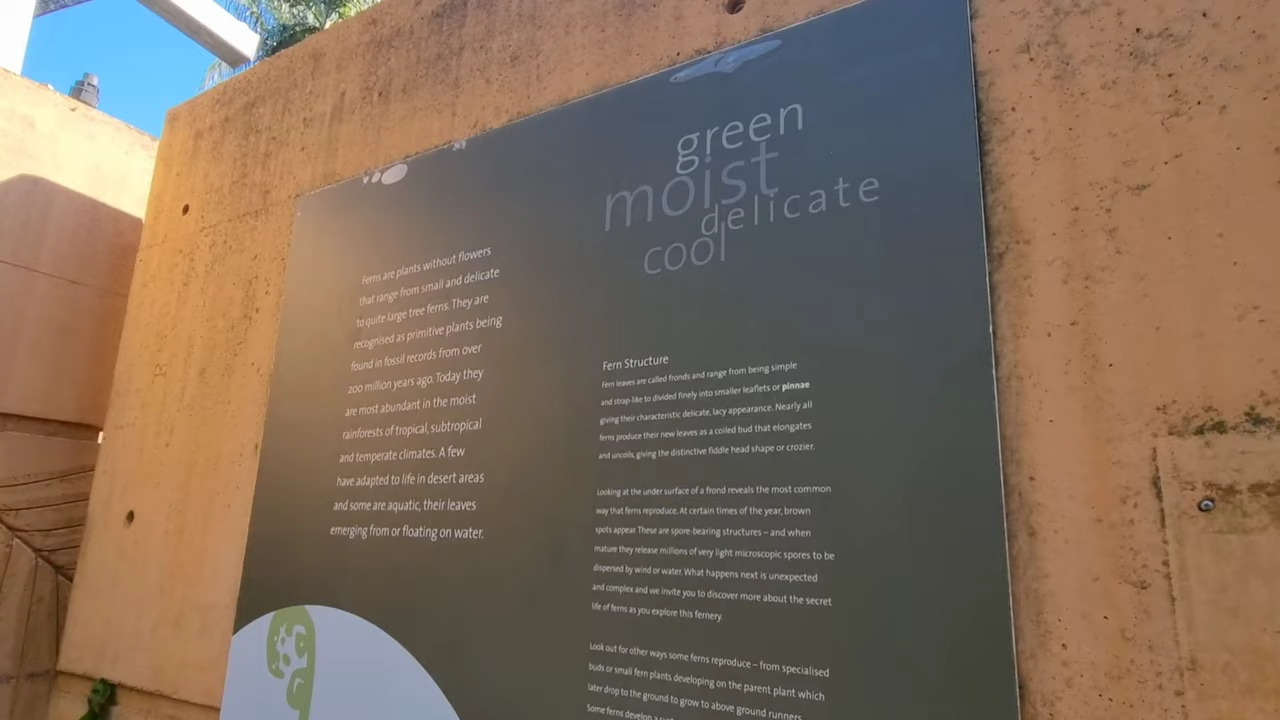 green
moist
delicate
cool
Ferns are plants without flowers
that range from small and delicate
to quite large tree ferns. They are
recognised as primitive plants being
found in fossil records from over
200 million years ago. Today they
are most abundant in the moist
rainforests of tropical, subtropical
and temperate climates. A few
have adapted to life in desert areas
and some are aquatic, their leaves
emerging from or floating on water.
Fern Structure
Fern leaves are called fronds and range from being simple
and strap-like to divided finely into smaller leaflets or pinnae
giving their characteristic delicate, lacy appearance. Nearly all
ferns produce their new leaves as a coiled bud that elongates
and uncoils, giving the distinctive fiddle head shape or crozier.
Looking at the under surface of a frond reveals the most common
way that ferns reproduce. At certain times of the year, brown
spots appear. These are spore-bearing structures – and when
mature they release millions of very light microscopic spores to be
dispersed by wind or water. What happens next is unexpected
and complex and we invite you to discover more about the secret
life of ferns as you explore this fernery.
Look out for other ways some ferns reproduce – from specialised
buds or small fern plants developing on the parent plant which
later drop to the ground to grow to above ground runners.
Some ferns develop a